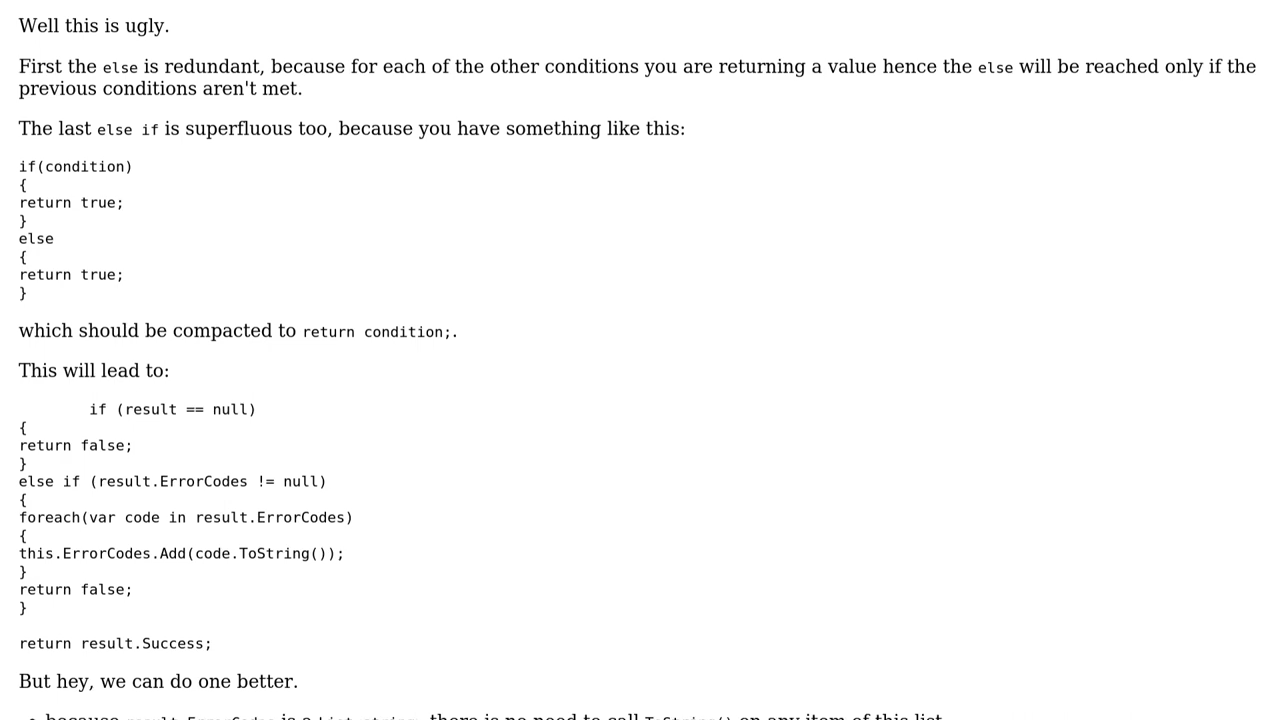 Well this is ugly.
First the else is redundant, because for each of the other conditions you are returning a value hence the else will be reached only if the
previous conditions aren't met.
The last else if is superfluous too, because you have something like this:
if(condition)
{
return true;
}
else
{
return true;
}
which should be compacted to return condition;.
This will lead to:
if (result == null)
{
return false;
}
else if (result.ErrorCodes != null)
{
foreach(var code in result.ErrorCodes)
{
this.ErrorCodes.Add(code.ToString());
}
return false;
}
return result.Success;
But hey, we can do one better.